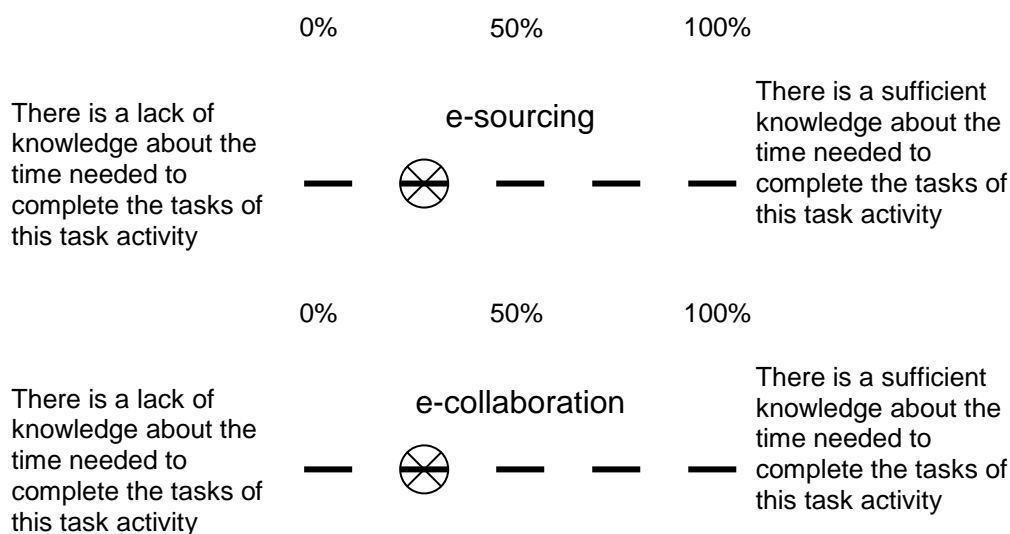 0% 50% 100%
There is a lack of
knowledge about the
time needed to
complete the tasks of
this task activity
e-sourcing
There is a sufficient
knowledge about the
time needed to
complete the tasks of
this task activity
0% 50% 100%
There is a lack of
knowledge about the
time needed to
complete the tasks of
this task activity
e-collaboration
There is a sufficient
knowledge about the
time needed to
complete the tasks of
this task activity